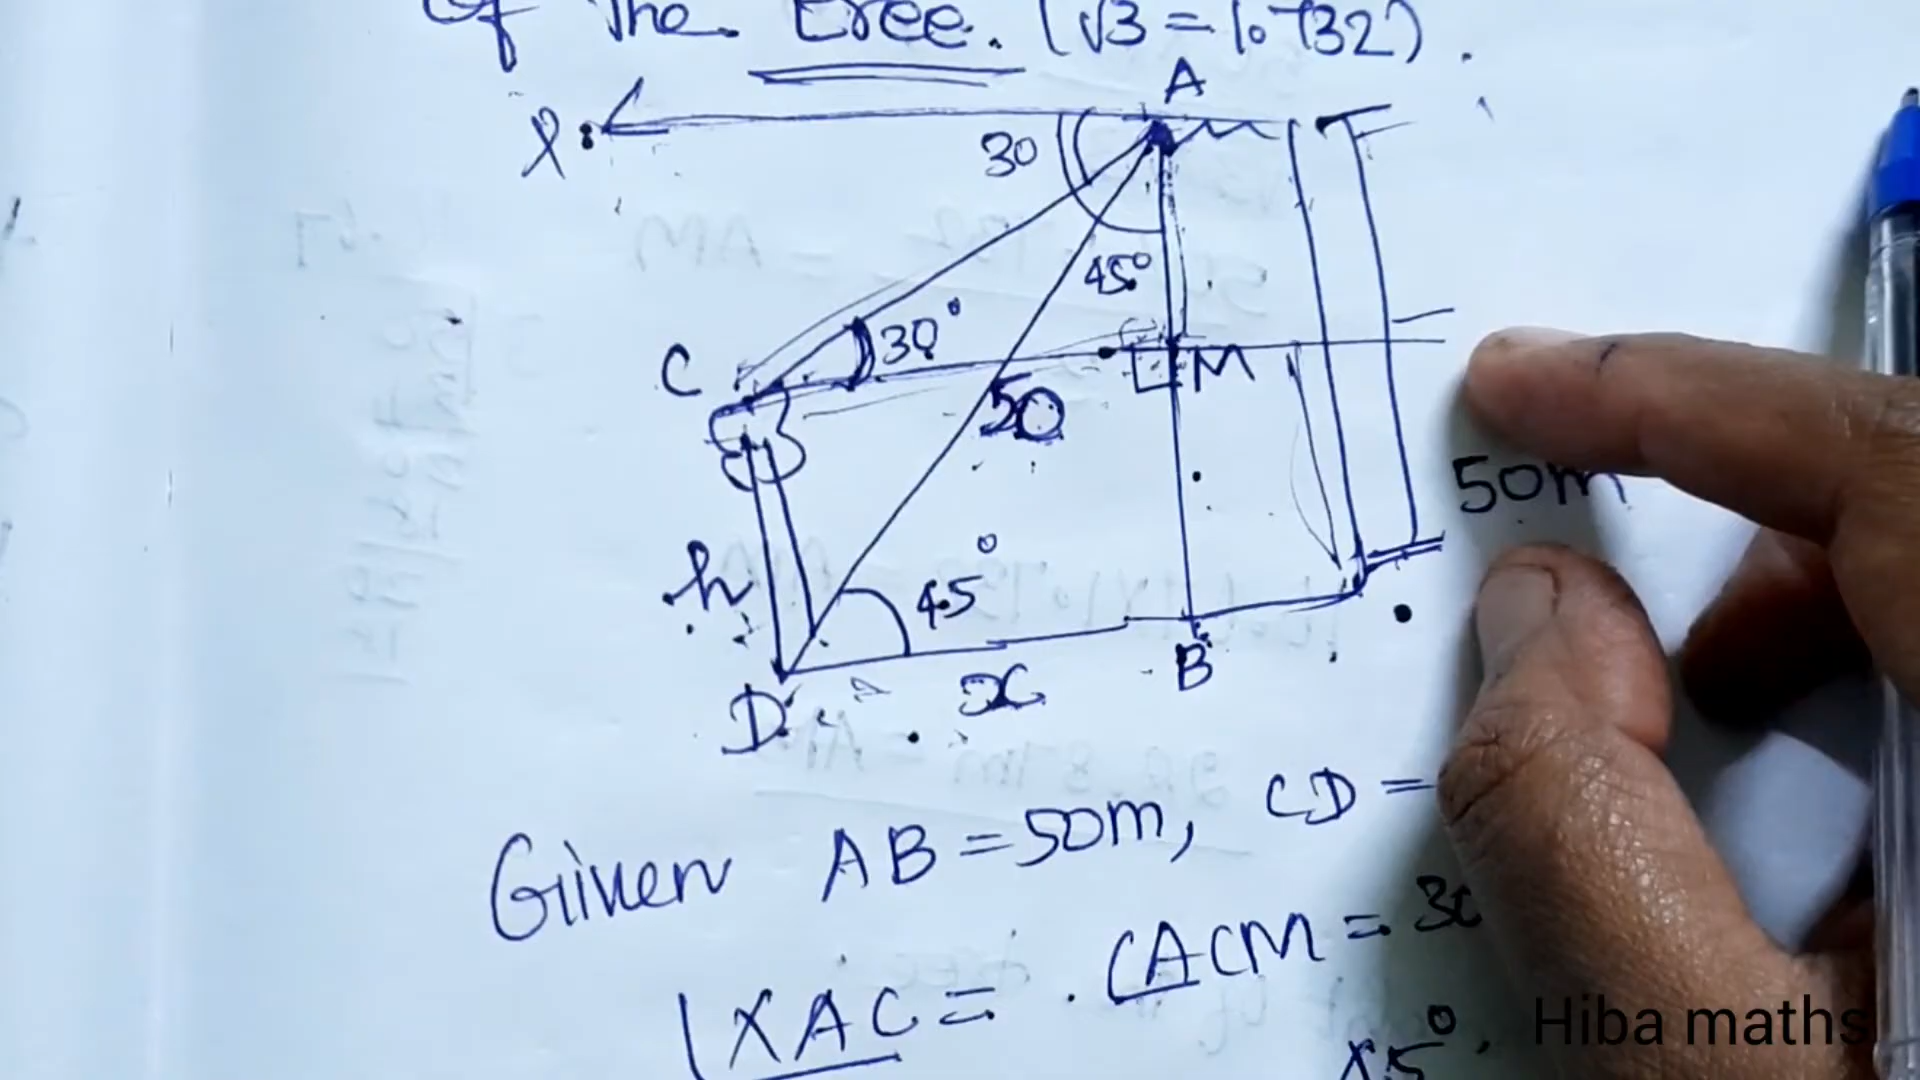 Of the tree. (√3 = 1.732).
A
X
30
45°
C
30°
M
50
50m
h
45°
D
x
B
Given AB = 50m, CD =
∠XAC = ∠ACM = 30
45°
Hiba maths